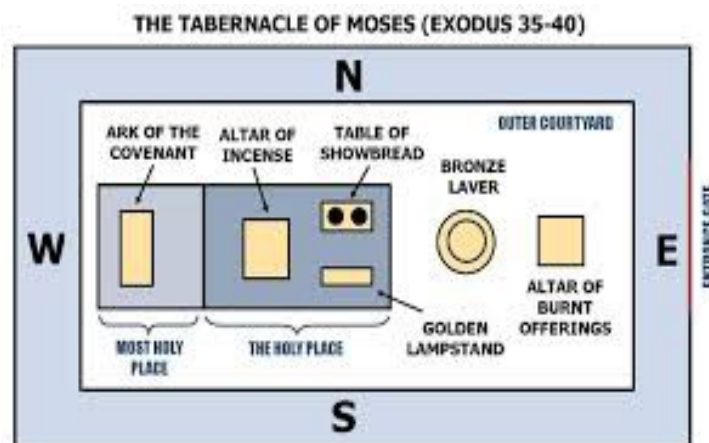 THE TABERNACLE OF MOSES (EXODUS 35-40)
N
OUTER COURTYARD
ARK OF THE
COVENANT
ALTAR OF
INCENSE
TABLE OF
SHOWBREAD
BRONZE
LAVER
W
E
ENTRANCE GATE
ALTAR OF
BURNT
OFFERINGS
GOLDEN
LAMPSTAND
MOST HOLY
PLACE
THE HOLY PLACE
S